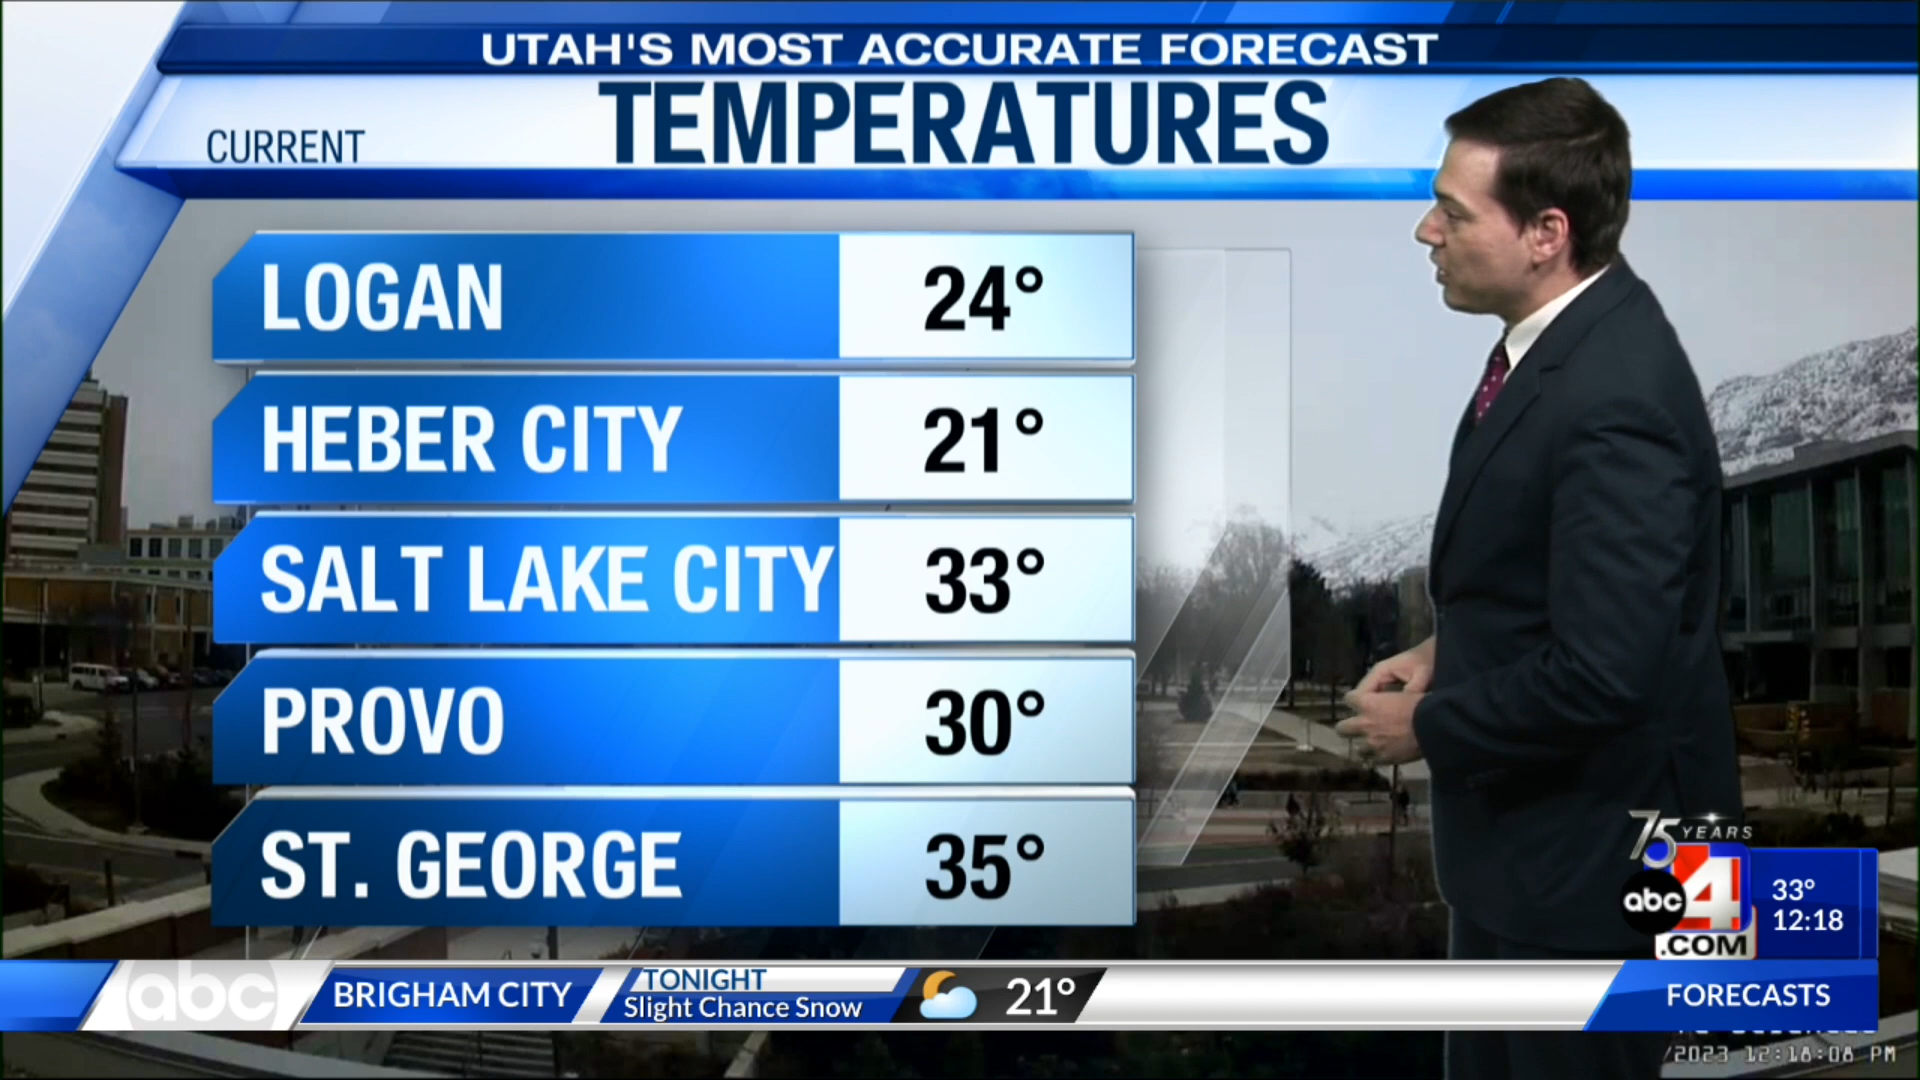 UTAH'S MOST ACCURATE FORECAST
CURRENT
TEMPERATURES
LOGAN 24°
HEBER CITY 21°
SALT LAKE CITY 33°
PROVO 30°
ST. GEORGE 35°
75 YEARS
abc 4
.COM
33°
12:18
abc
BRIGHAM CITY
TONIGHT
Slight Chance Snow
21°
FORECASTS
/2023 12:18:08 PM